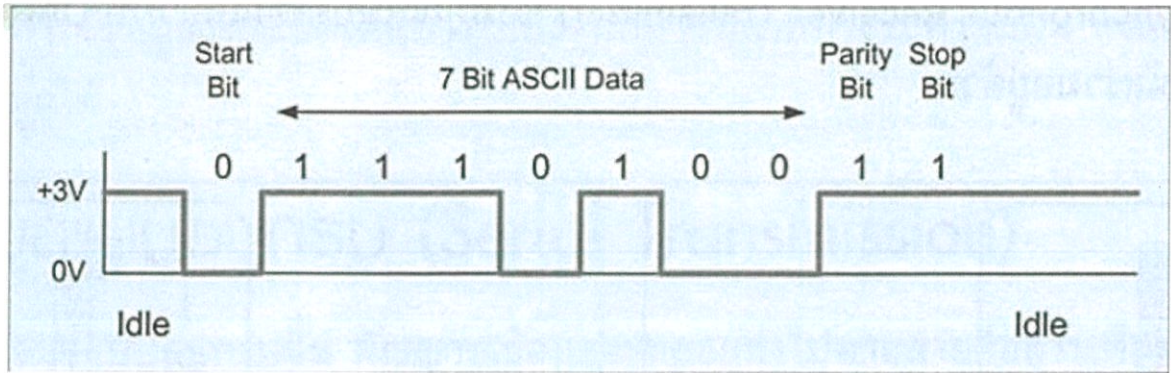 Start
Bit
7 Bit ASCII Data
Parity
Bit
Stop
Bit
0 1 1 1 0 1 0 0 1 1
+3V
0V
Idle
Idle